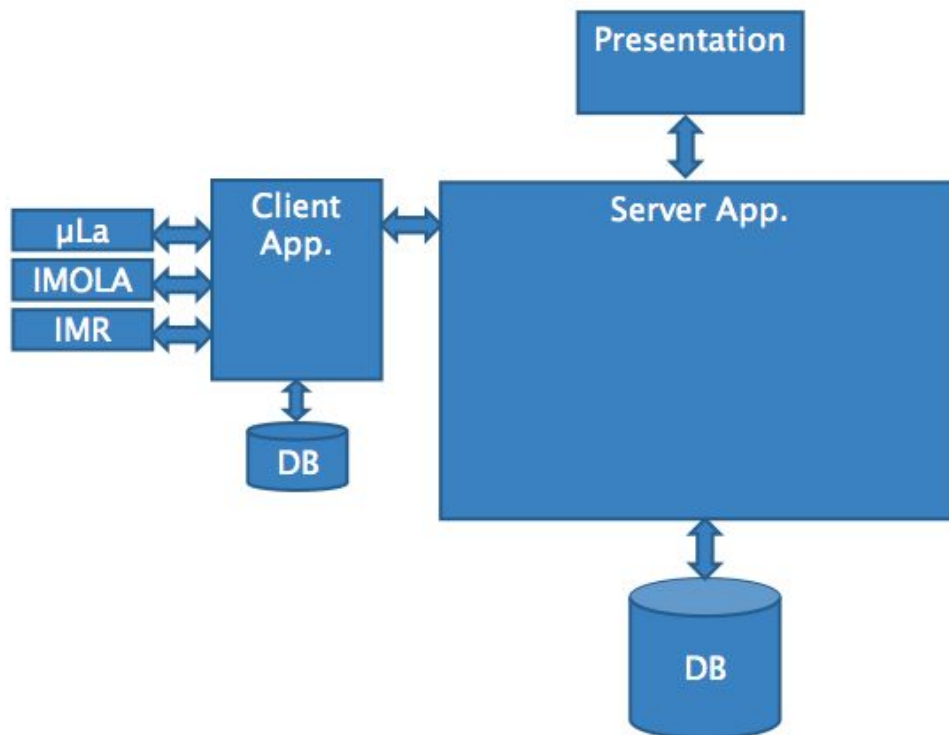 Presentation
Client
App.
Server App.
µLa
IMOLA
IMR
DB
DB